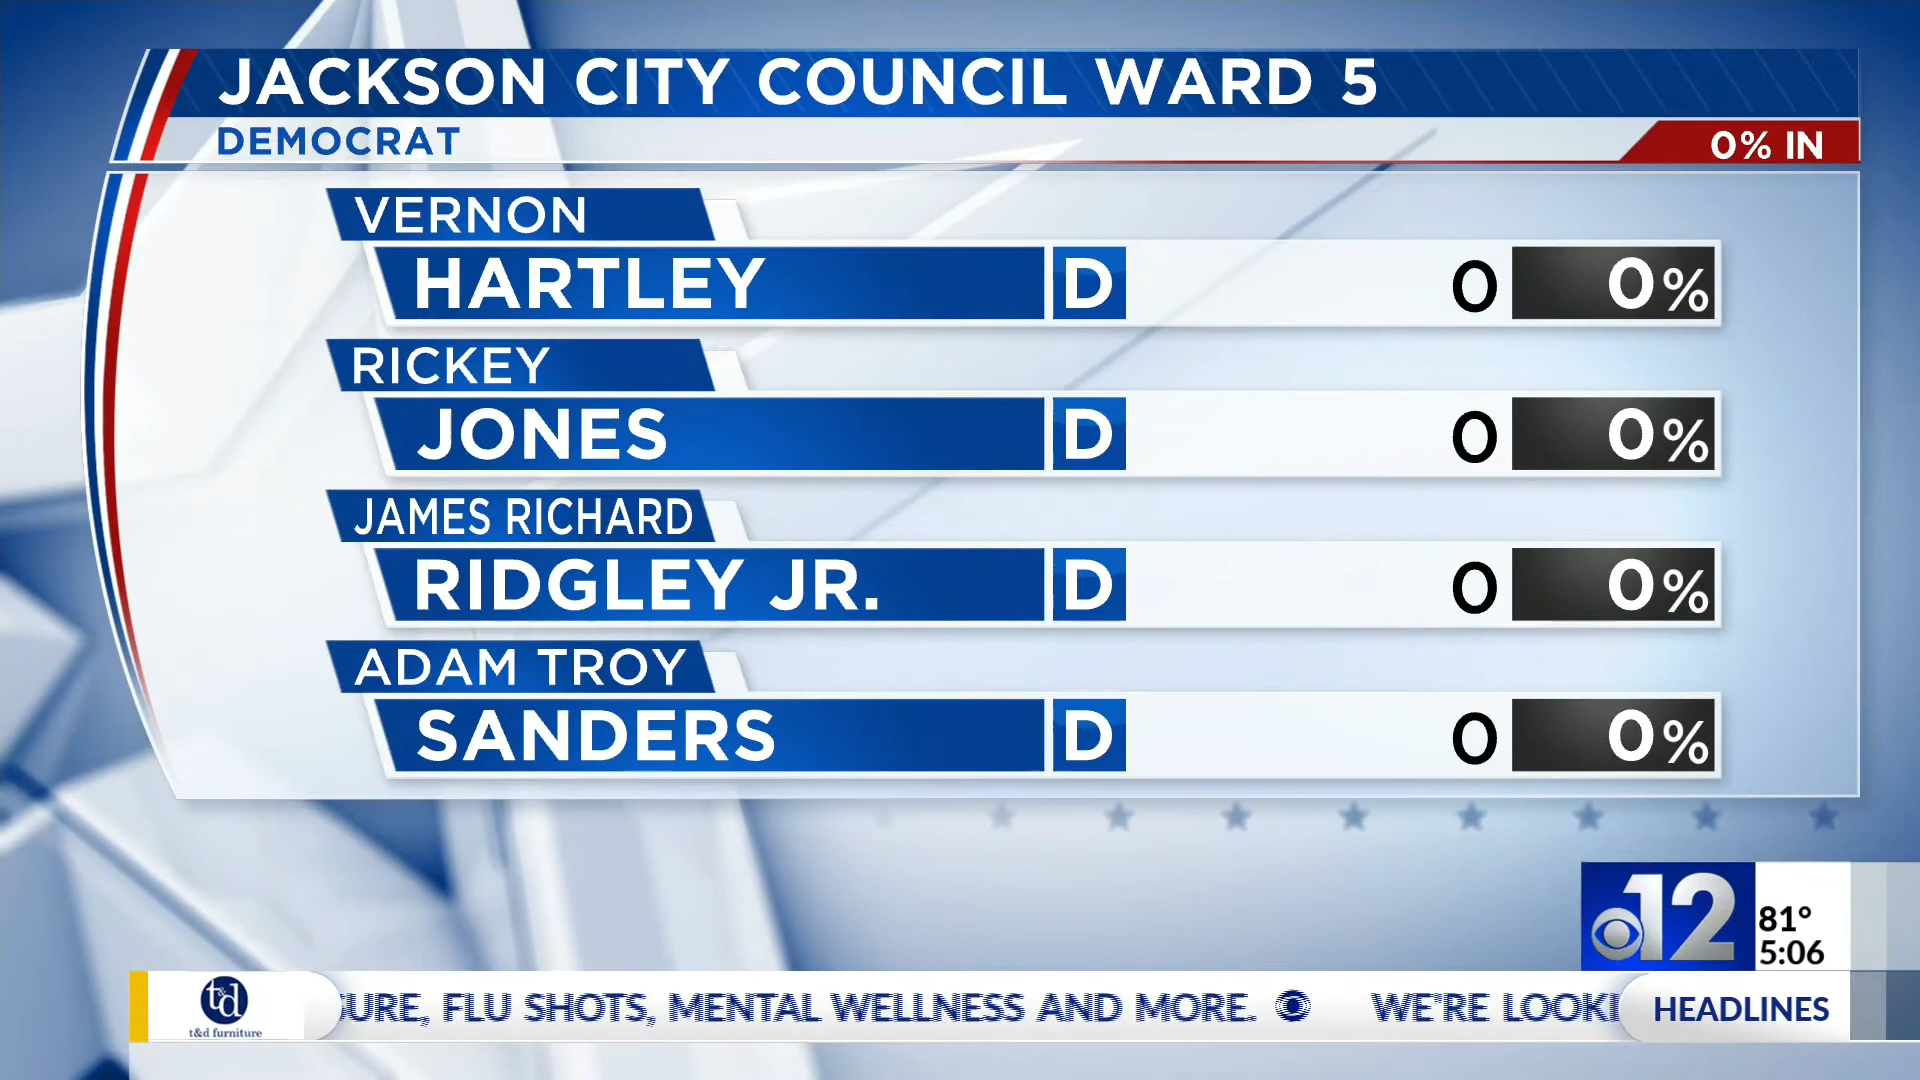 JACKSON CITY COUNCIL WARD 5
DEMOCRAT
0% IN
VERNON
HARTLEY D 0 0%
RICKEY
JONES D 0 0%
JAMES RICHARD
RIDGLEY JR. D 0 0%
ADAM TROY
SANDERS D 0 0%
12
81°
5:06
t&d
t&d furniture
URE, FLU SHOTS, MENTAL WELLNESS AND MORE. WE'RE LOOKI
HEADLINES